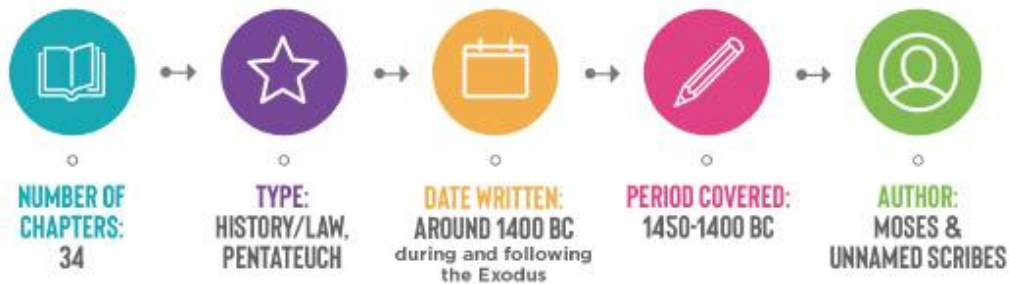 NUMBER OF
CHAPTERS:
34
TYPE:
HISTORY/LAW,
PENTATEUCH
DATE WRITTEN:
AROUND 1400 BC
during and following
the Exodus
PERIOD COVERED:
1450-1400 BC
AUTHOR:
MOSES &
UNNAMED SCRIBES